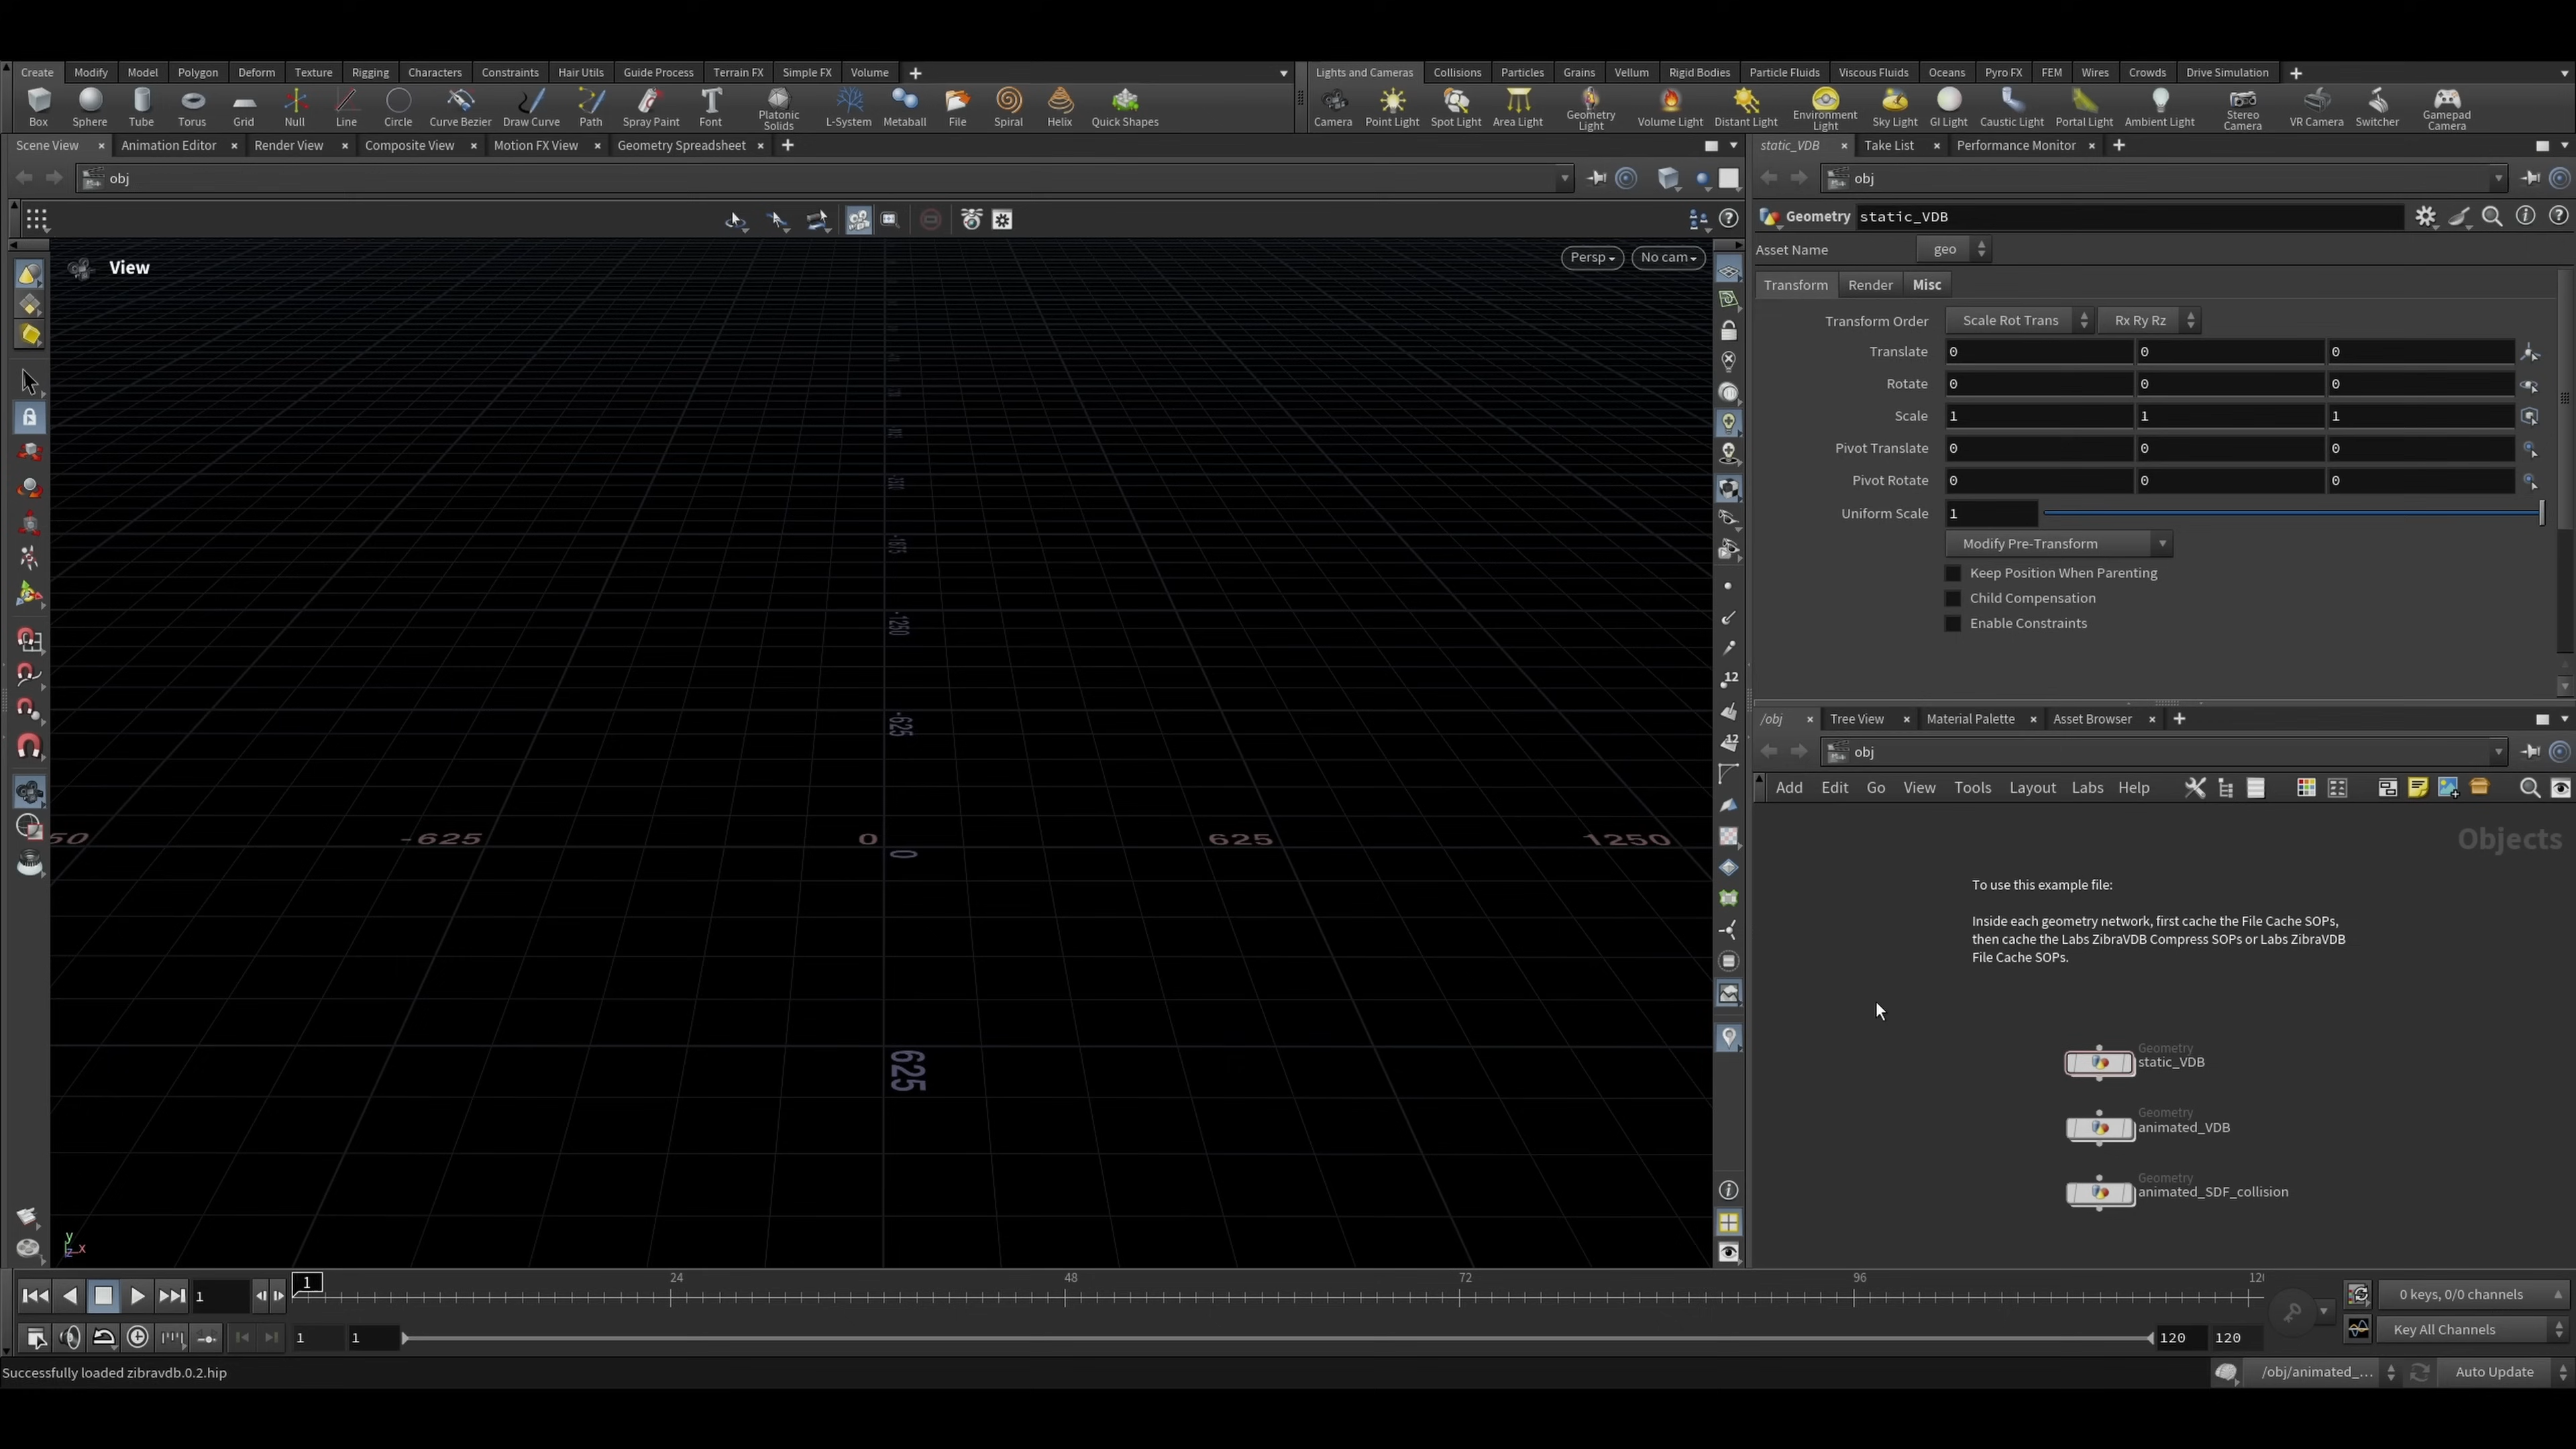 Create Modify Model Polygon Deform Texture Rigging Characters Constraints Hair Utils Guide Process Terrain FX Simple FX Volume
Lights and Cameras Collisions Particles Grains Vellum Rigid Bodies Particle Fluids Viscous Fluids Oceans Pyro FX FEM Wires Crowds Drive Simulation
Box Sphere Tube Torus Grid Null Line Circle Curve Bezier Draw Curve Path Spray Paint Font Platonic Solids L-System Metaball File Spiral Helix Quick Shapes
Camera Point Light Spot Light Area Light Geometry Light Volume Light Distant Light Environment Light Sky Light GI Light Caustic Light Portal Light Ambient Light Stereo Camera VR Camera Switcher Gamepad Camera
Scene View Animation Editor Render View Composite View Motion FX View Geometry Spreadsheet
obj
View
Persp No cam
-1250
-625
50 -625 0 625 1250
0
625
y
z x
static_VDB Take List Performance Monitor
obj
Geometry static_VDB
Asset Name geo
Transform Render Misc
Transform Order Scale Rot Trans Rx Ry Rz
Translate 0 0 0
Rotate 0 0 0
Scale 1 1 1
Pivot Translate 0 0 0
Pivot Rotate 0 0 0
Uniform Scale 1
Modify Pre-Transform
Keep Position When Parenting
Child Compensation
Enable Constraints
12
12
/obj Tree View Material Palette Asset Browser
obj
Add Edit Go View Tools Layout Labs Help
Objects
To use this example file:
Inside each geometry network, first cache the File Cache SOPs,
then cache the Labs ZibraVDB Compress SOPs or Labs ZibraVDB
File Cache SOPs.
Geometry
static_VDB
Geometry
animated_VDB
Geometry
animated_SDF_collision
1 1 24 48 72 96 12
0 keys, 0/0 channels
1 1 120 120
Key All Channels
Successfully loaded zibravdb.0.2.hip
/obj/animated_... Auto Update